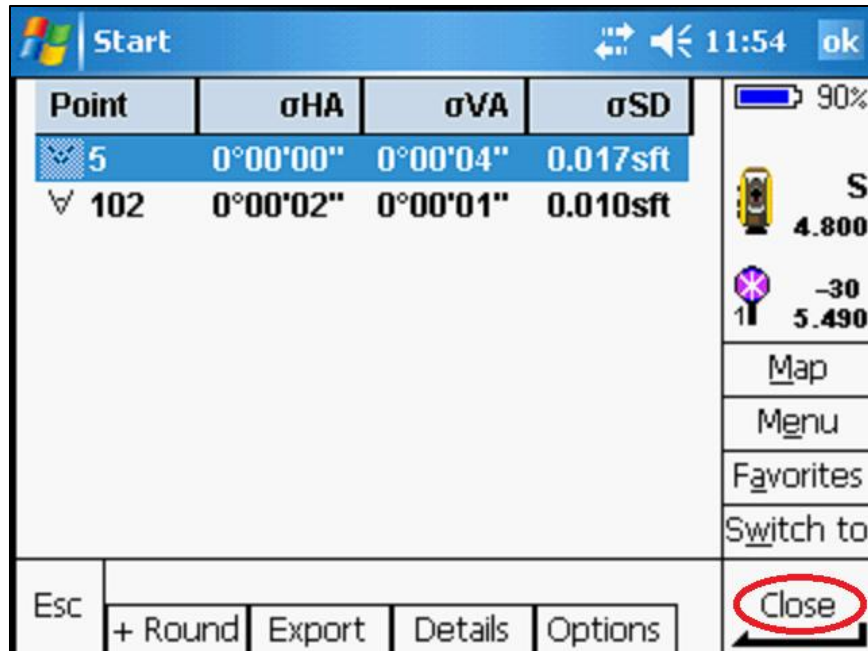 Start 11:54 ok
Point σHA σVA σSD
5 0°00'00" 0°00'04" 0.017sft
102 0°00'02" 0°00'01" 0.010sft
90%
S
4.800
-30
1 5.490
Map
Menu
Favorites
Switch to
Esc + Round Export Details Options Close